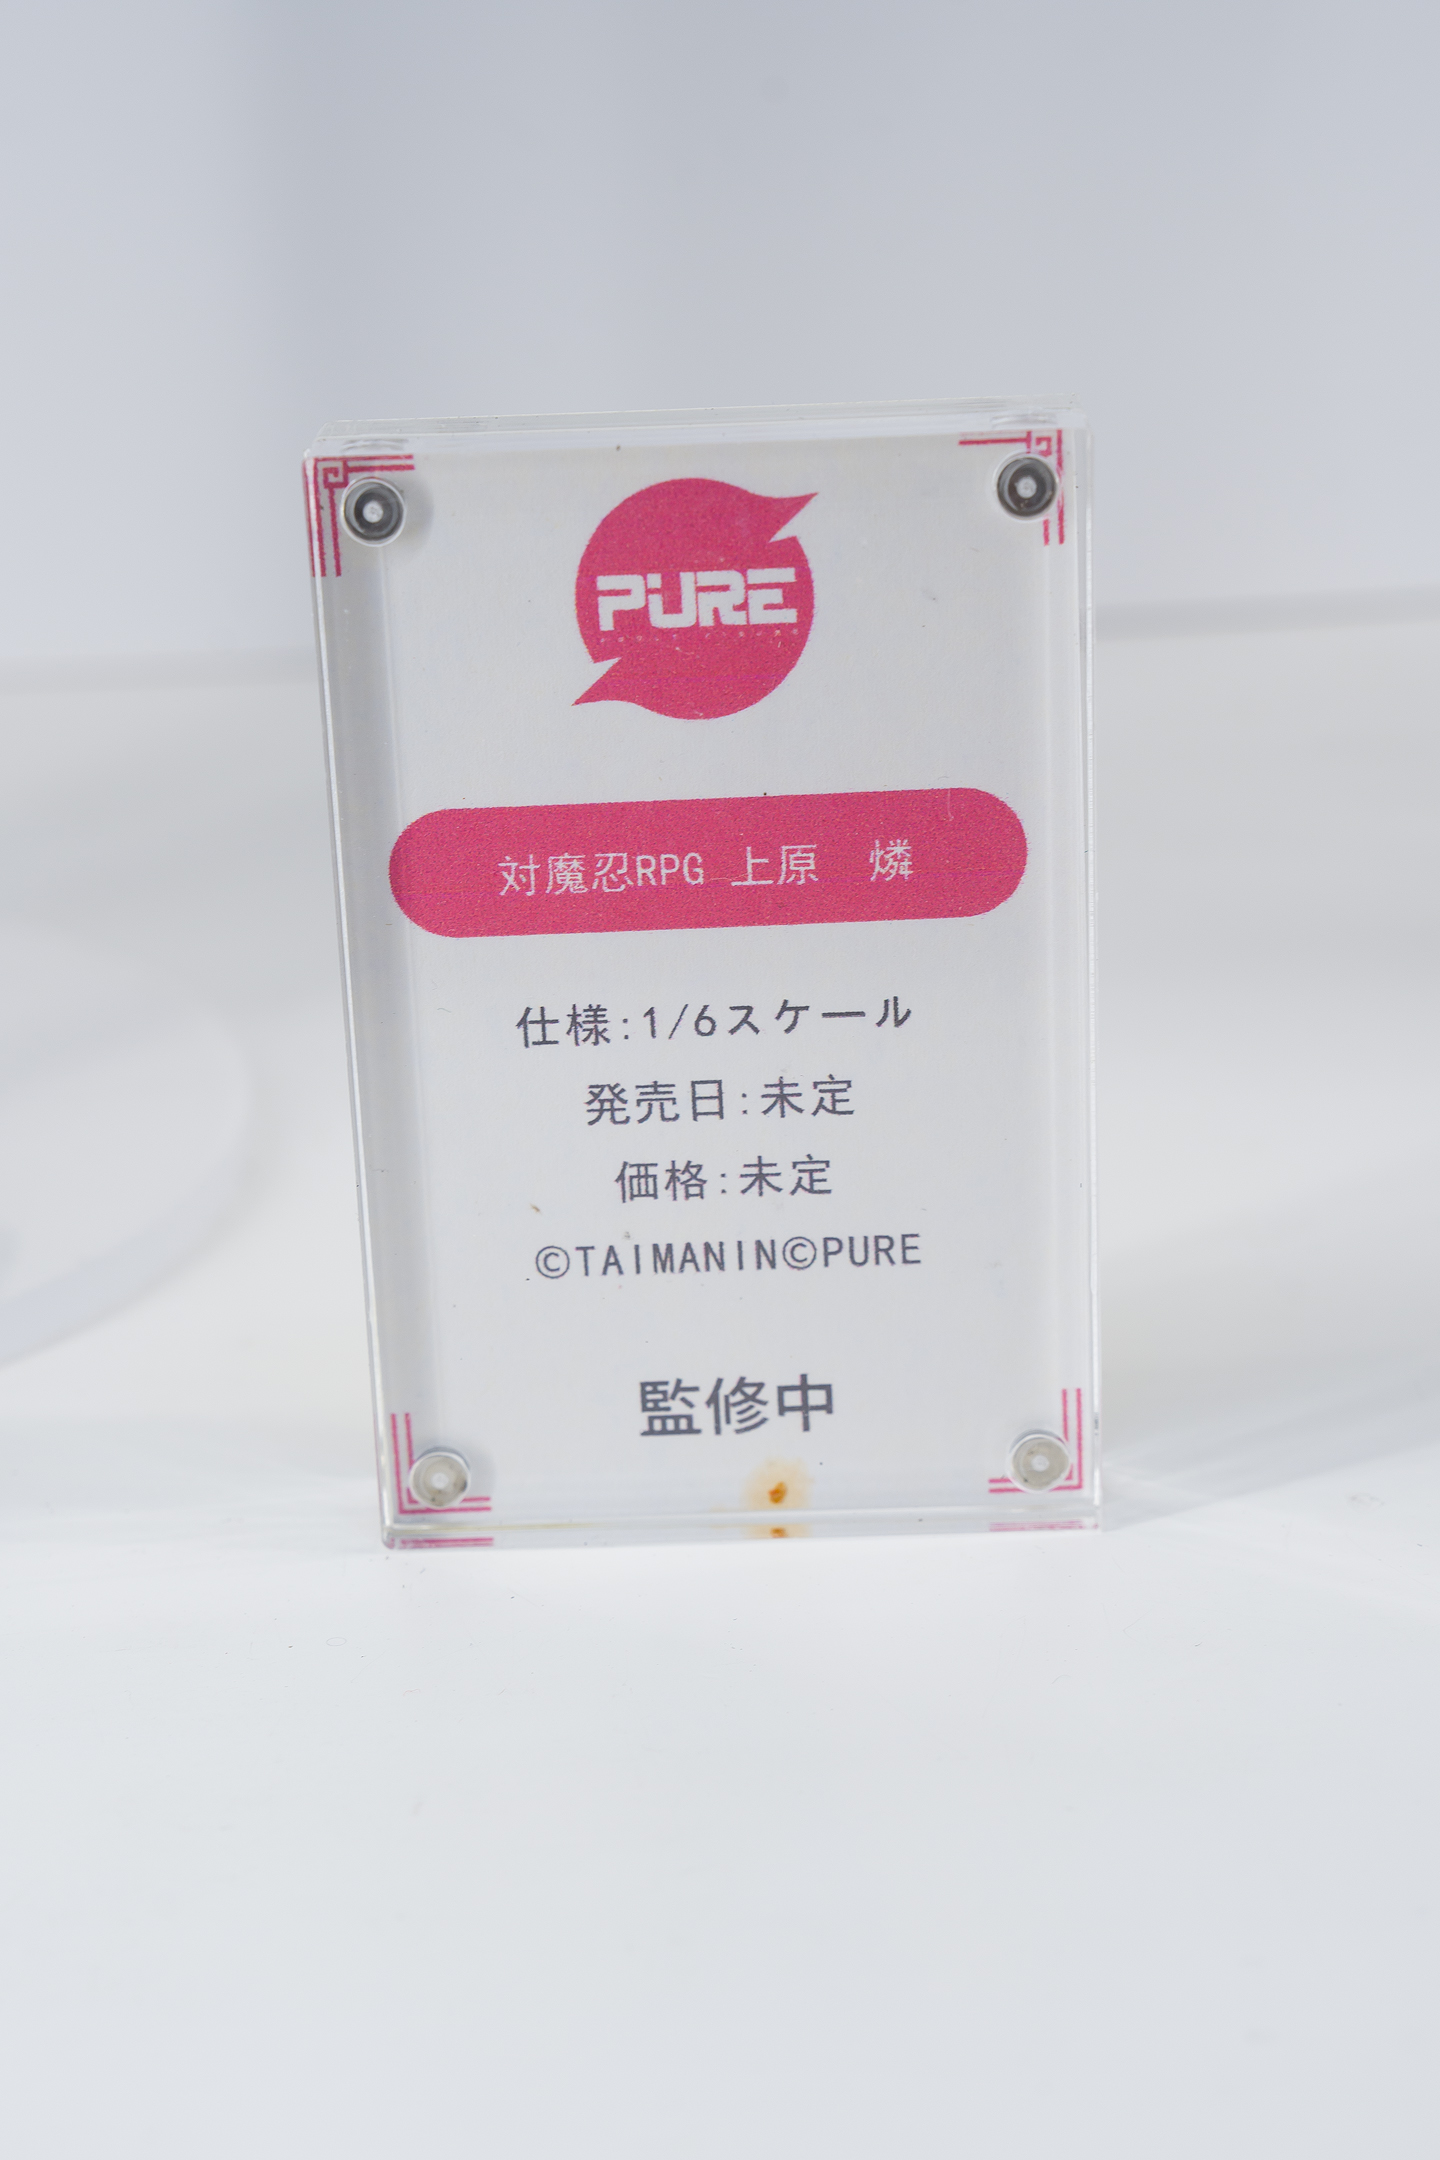 PURE
対魔忍RPG 上原　燐
仕様:1/6スケール
発売日:未定
価格:未定
©TAIMANIN©PURE
監修中